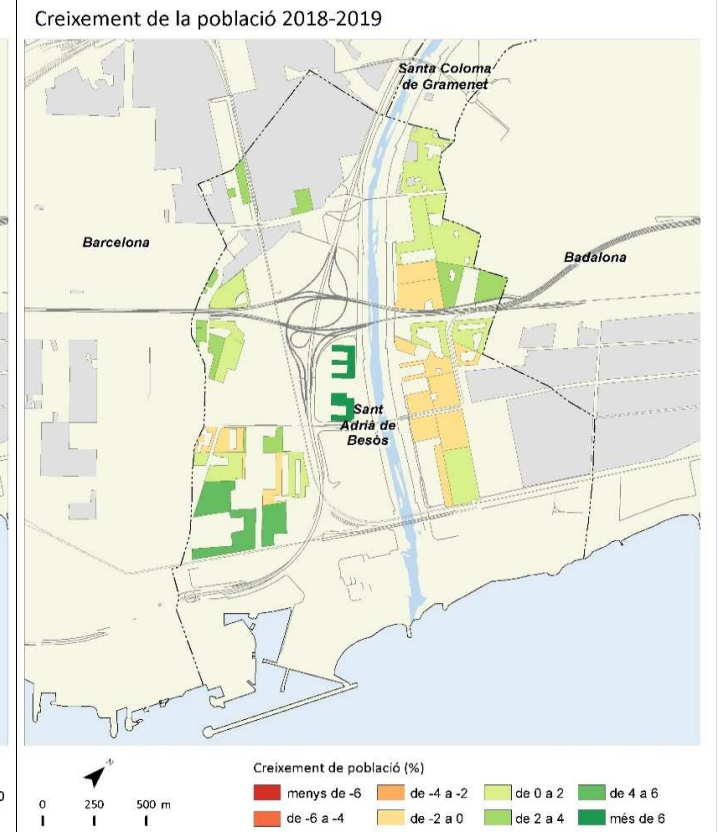 Creixement de la població 2018-2019
Santa Coloma
de Gramenet
Barcelona
Badalona
Sant
Adrià de
Besòs
N
0 250 500 m
Creixement de població (%)
menys de -6
de -6 a -4
de -4 a -2
de -2 a 0
de 0 a 2
de 2 a 4
de 4 a 6
més de 6